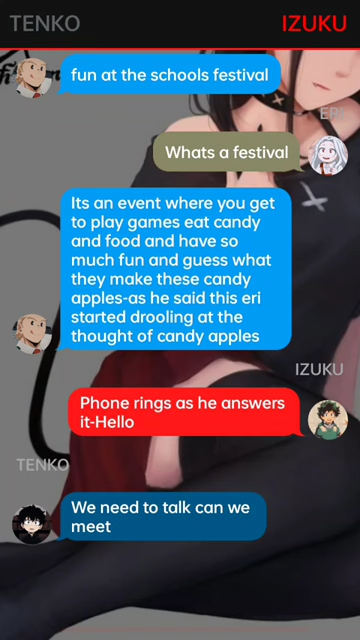 TENKO
IZUKU
fun at the schools festival
ERI
Whats a festival
Its an event where you get
to play games eat candy
and food and have so
much fun and guess what
they make these candy
apples-as he said this eri
started drooling at the
thought of candy apples
IZUKU
Phone rings as he answers
it-Hello
TENKO
We need to talk can we
meet